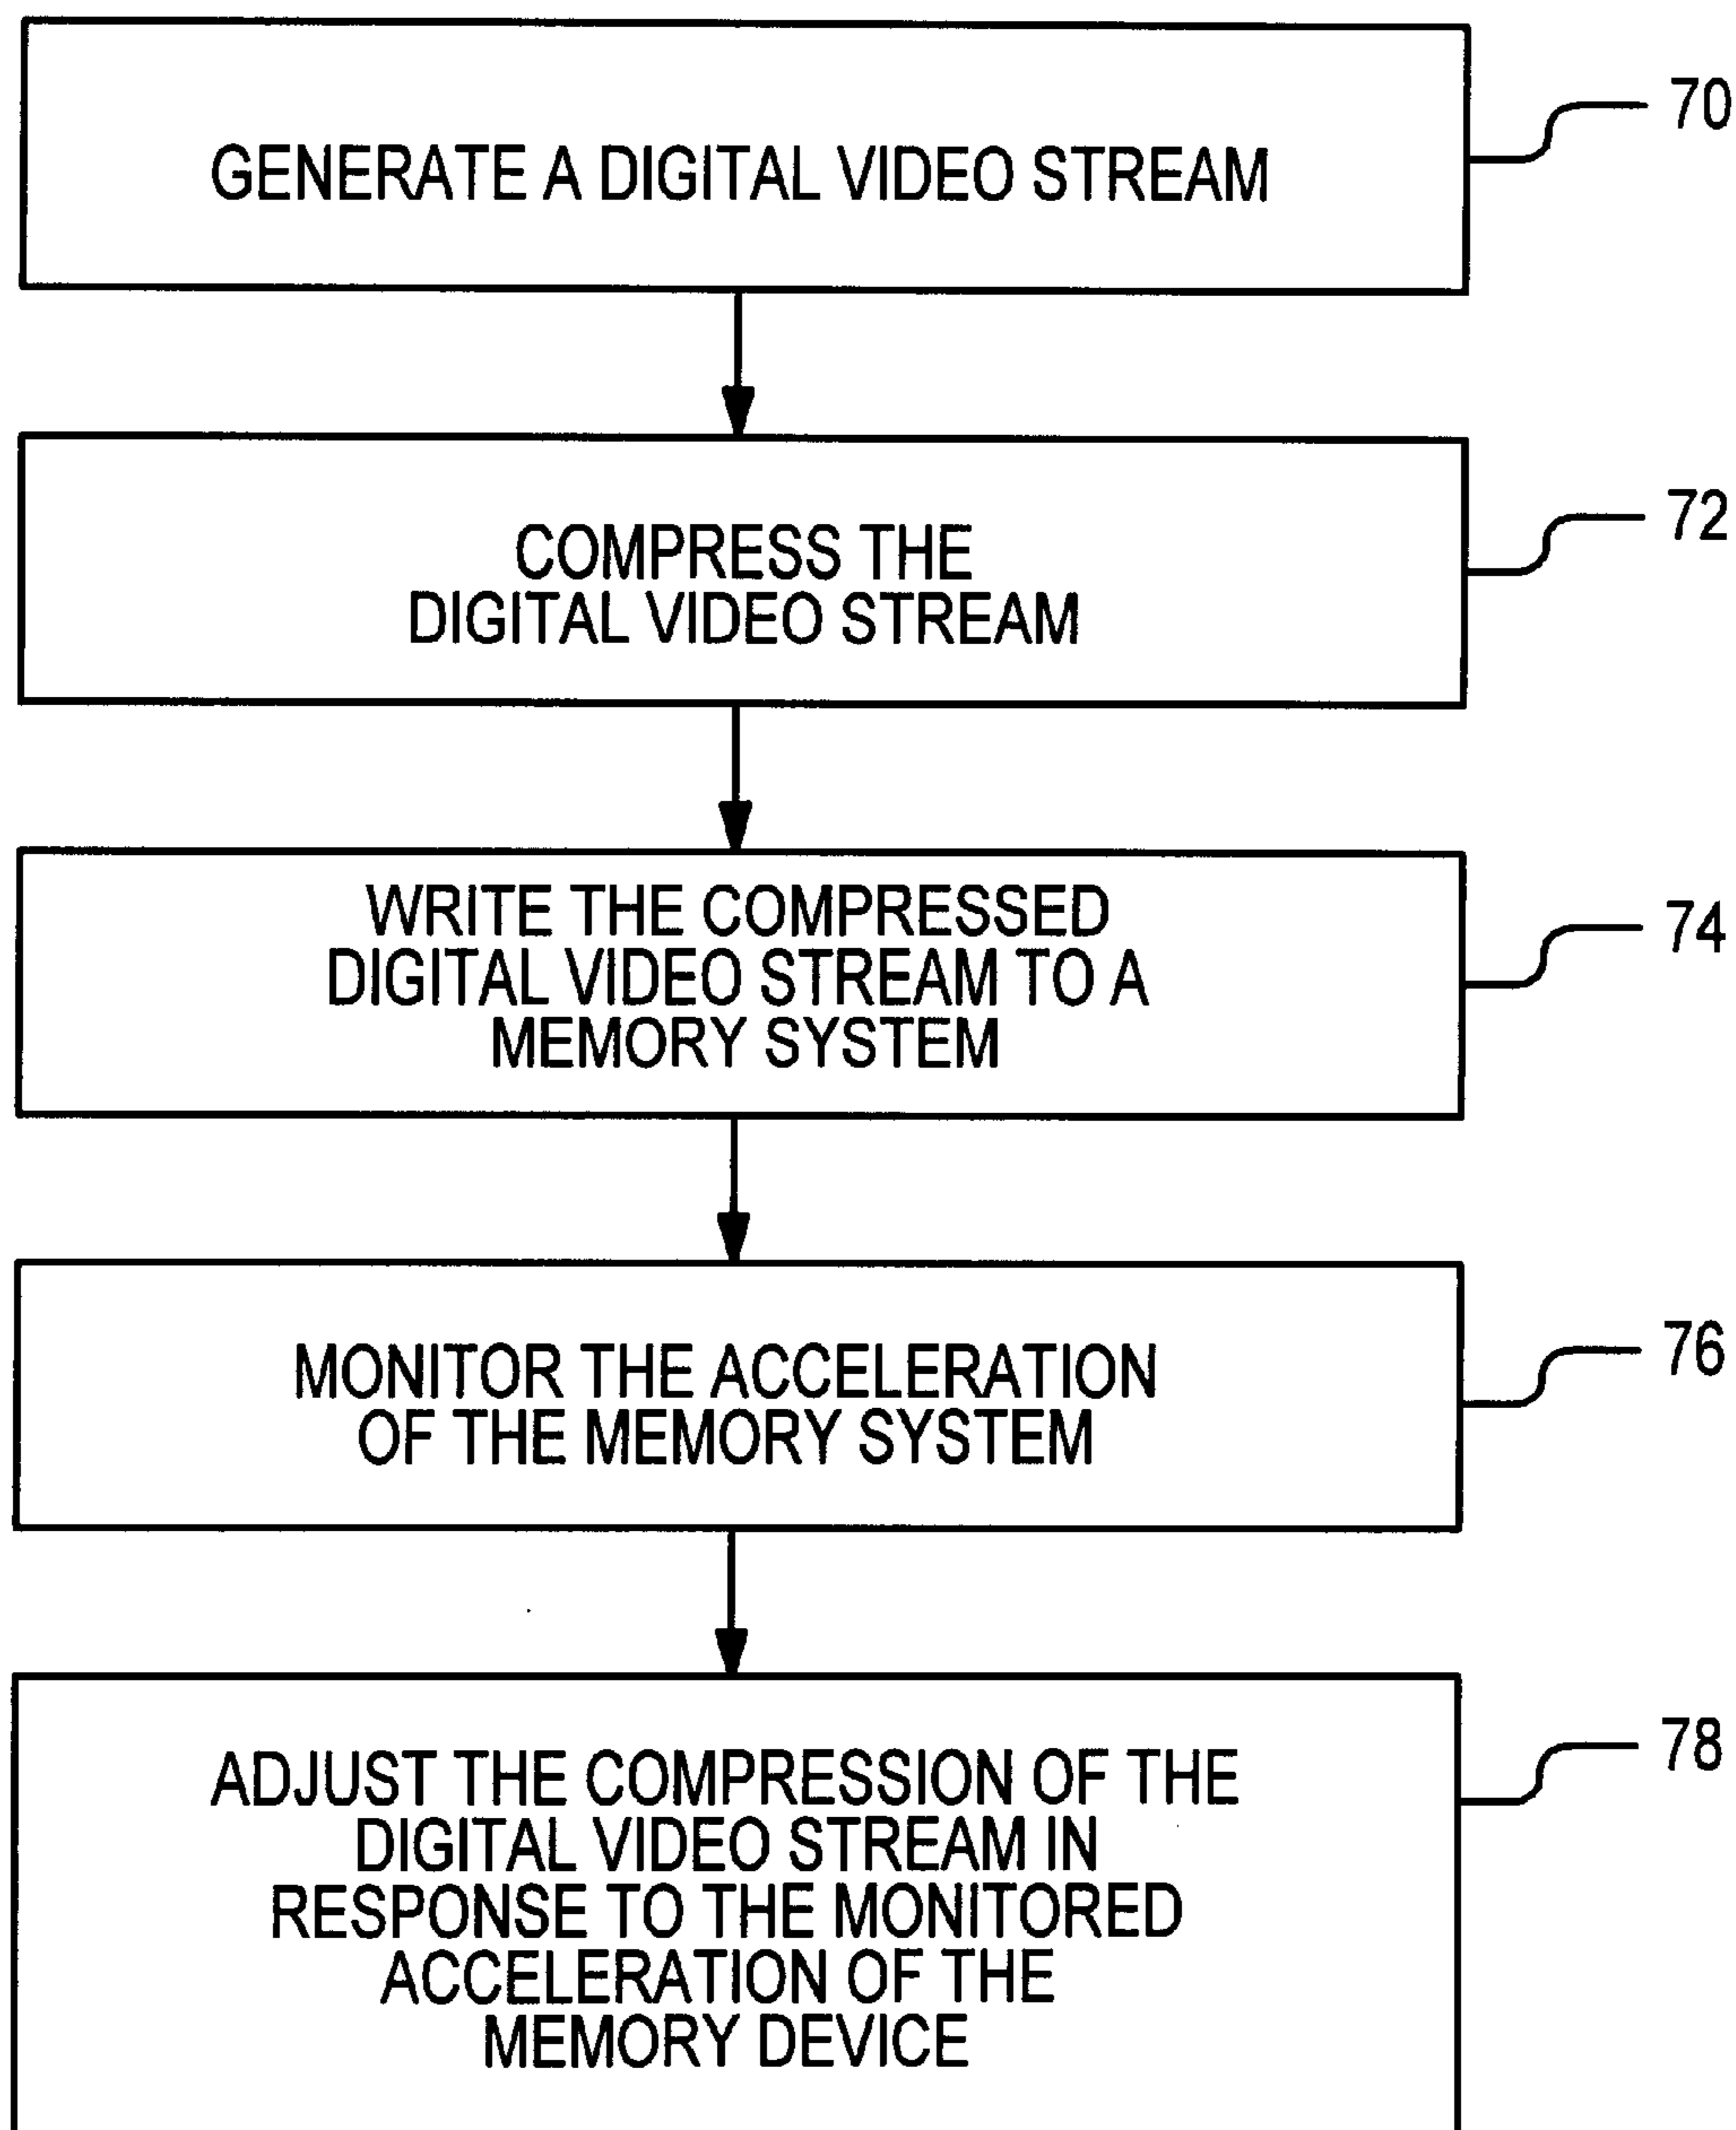 GENERATE A DIGITAL VIDEO STREAM
70
COMPRESS THE
DIGITAL VIDEO STREAM
72
WRITE THE COMPRESSED
DIGITAL VIDEO STREAM TO A
MEMORY SYSTEM
74
MONITOR THE ACCELERATION
OF THE MEMORY SYSTEM
76
ADJUST THE COMPRESSION OF THE
DIGITAL VIDEO STREAM IN
RESPONSE TO THE MONITORED
ACCELERATION OF THE
MEMORY DEVICE
78